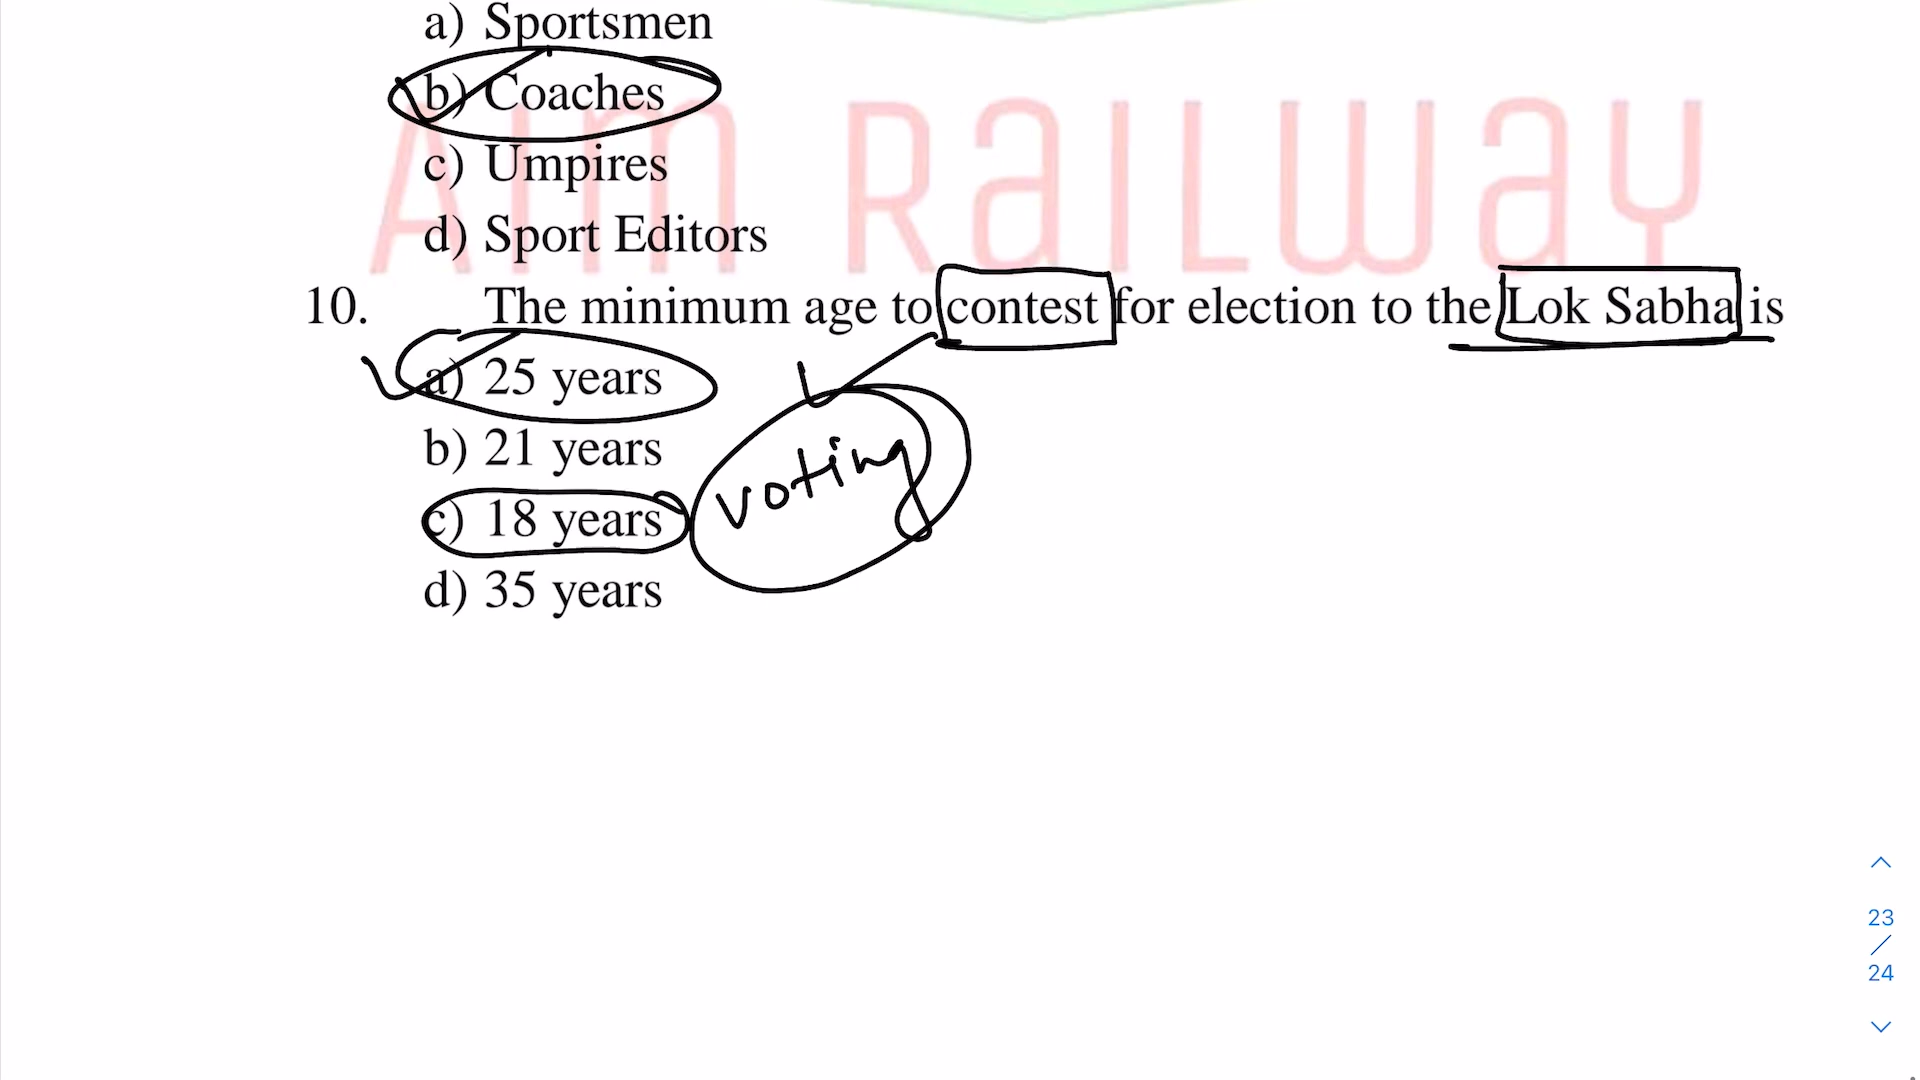 a) Sportsmen
b) Coaches
AIM RAILWAY
c) Umpires
d) Sport Editors
10. The minimum age to contest for election to the Lok Sabha is
a) 25 years
b) 21 years
voting
c) 18 years
d) 35 years
23
/
24